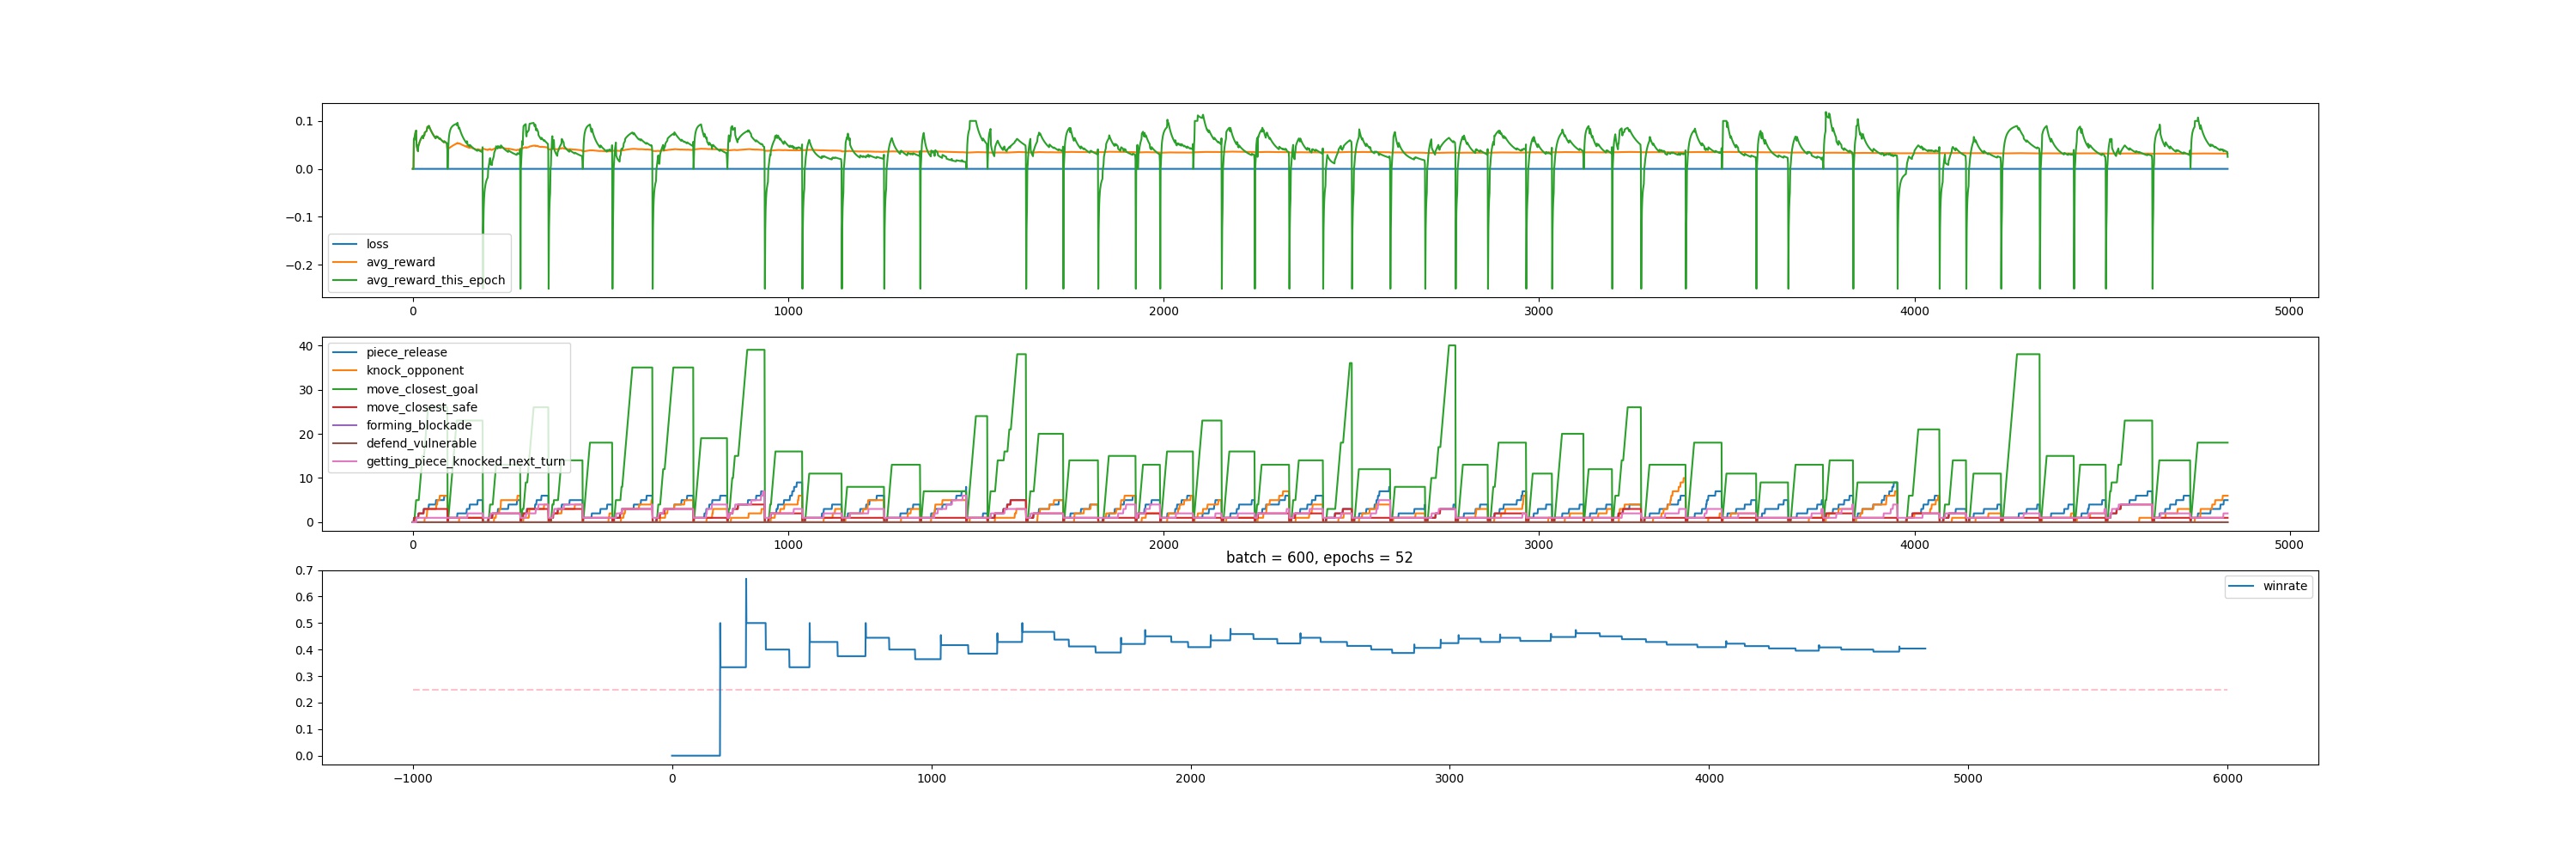 0.1
0.0
−0.1
−0.2
loss
avg_reward
avg_reward_this_epoch
0 1000 2000 3000 4000 5000
40
30
20
10
0
piece_release
knock_opponent
move_closest_goal
move_closest_safe
forming_blockade
defend_vulnerable
getting_piece_knocked_next_turn
0 1000 2000 3000 4000 5000
batch = 600, epochs = 52
0.7
0.6
0.5
0.4
0.3
0.2
0.1
0.0
winrate
−1000 0 1000 2000 3000 4000 5000 6000